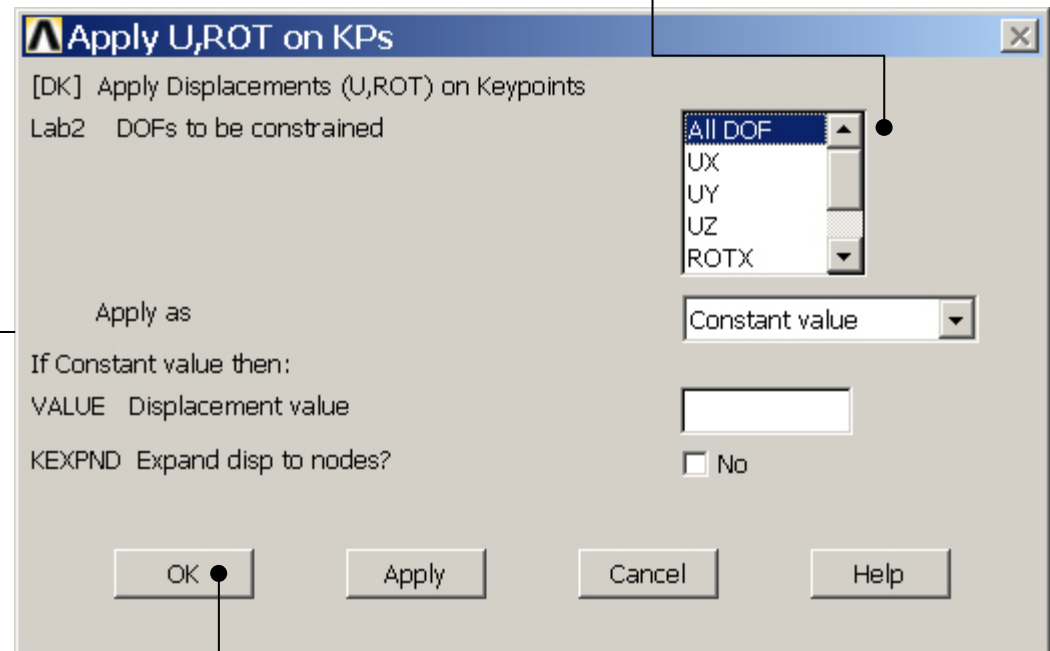 Apply U,ROT on KPs
[DK] Apply Displacements (U,ROT) on Keypoints
Lab2 DOFs to be constrained
All DOF
UX
UY
UZ
ROTX
Apply as
Constant value
If Constant value then:
VALUE Displacement value
KEXPND Expand disp to nodes?
No
OK Apply Cancel Help